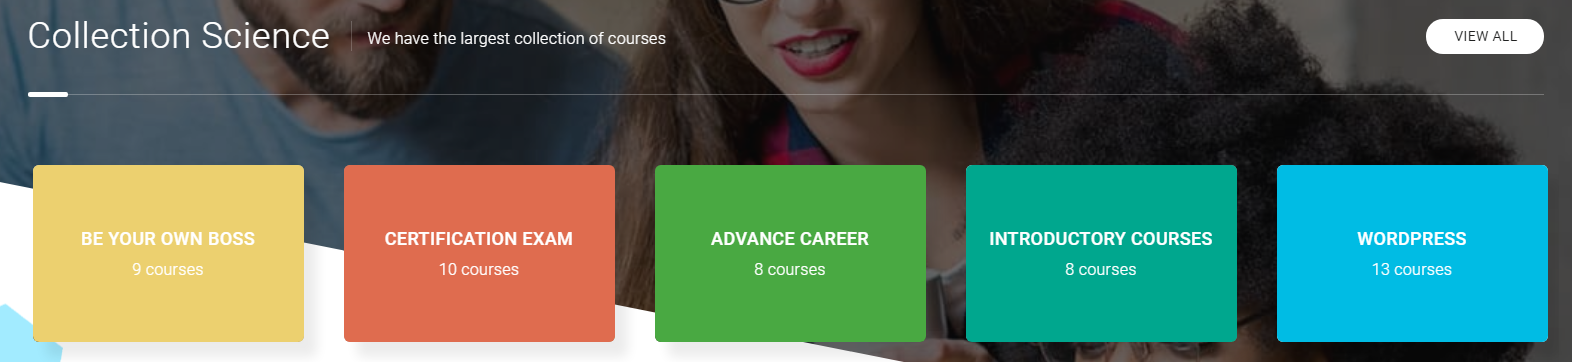 Collection Science
We have the largest collection of courses
VIEW ALL
BE YOUR OWN BOSS
9 courses
CERTIFICATION EXAM
10 courses
ADVANCE CAREER
8 courses
INTRODUCTORY COURSES
8 courses
WORDPRESS
13 courses